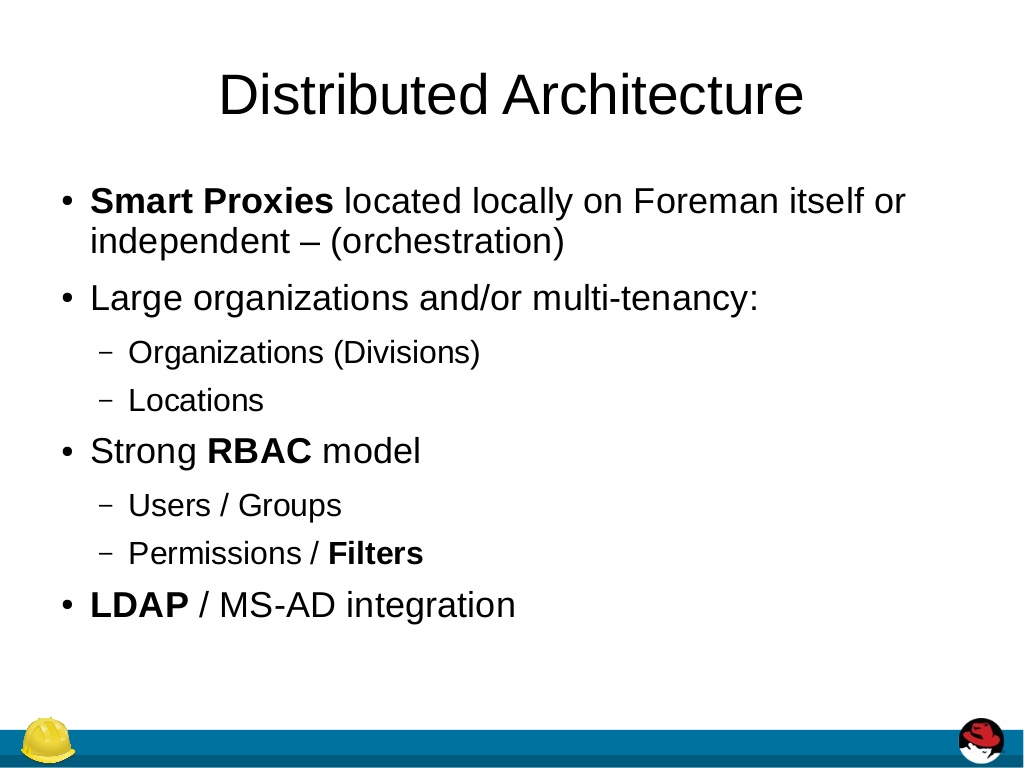 Distributed Architecture
• Smart Proxies located locally on Foreman itself or
independent – (orchestration)
• Large organizations and/or multi-tenancy:
– Organizations (Divisions)
– Locations
• Strong RBAC model
– Users / Groups
– Permissions / Filters
• LDAP / MS-AD integration